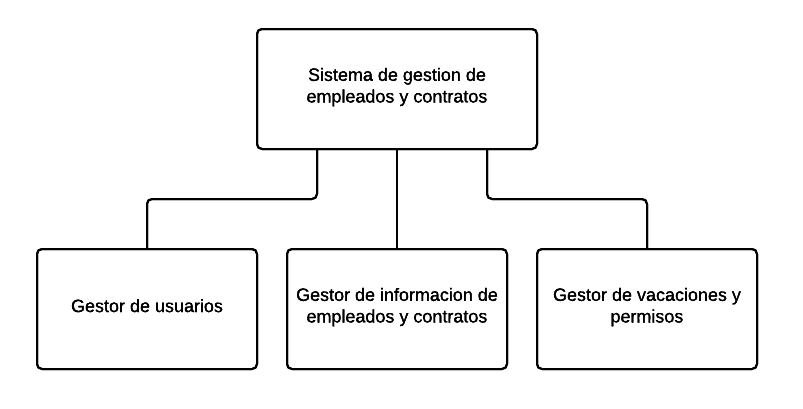 Sistema de gestion de
empleados y contratos
Gestor de usuarios
Gestor de informacion de
empleados y contratos
Gestor de vacaciones y
permisos